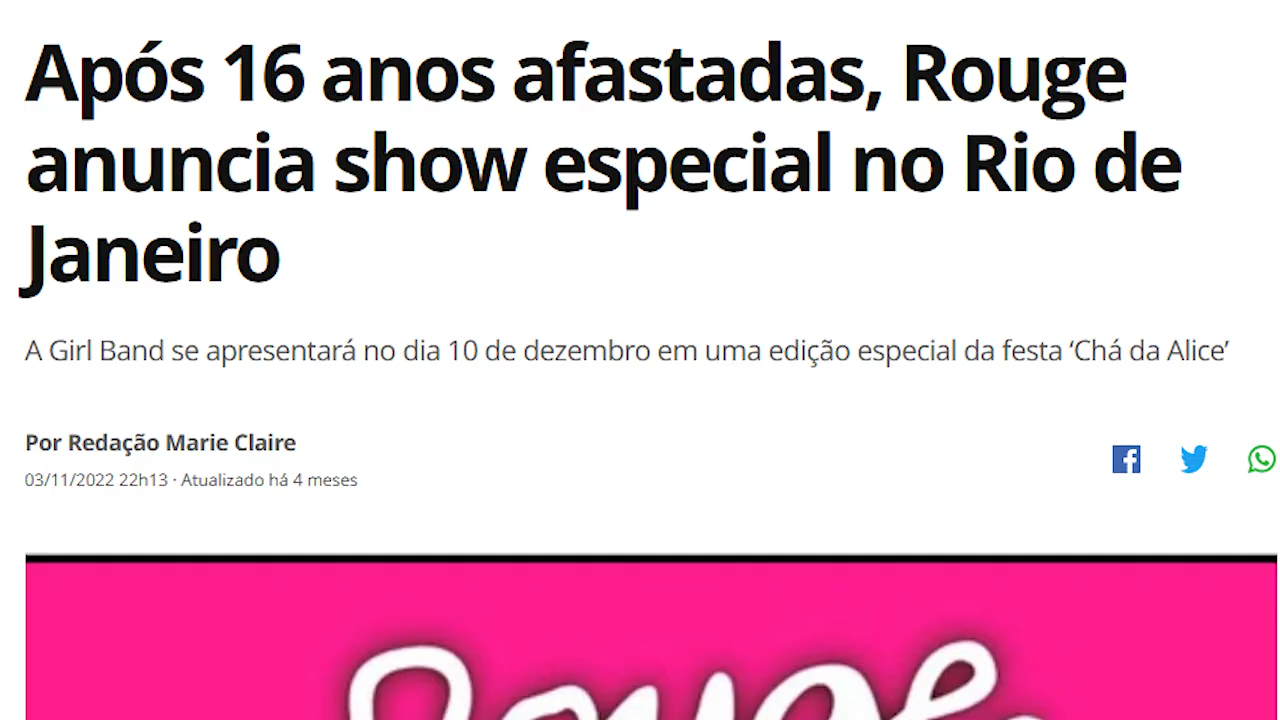 Após 16 anos afastadas, Rouge
anuncia show especial no Rio de
Janeiro
A Girl Band se apresentará no dia 10 de dezembro em uma edição especial da festa ‘Chá da Alice’
Por Redação Marie Claire
03/11/2022 22h13 · Atualizado há 4 meses
Rouge